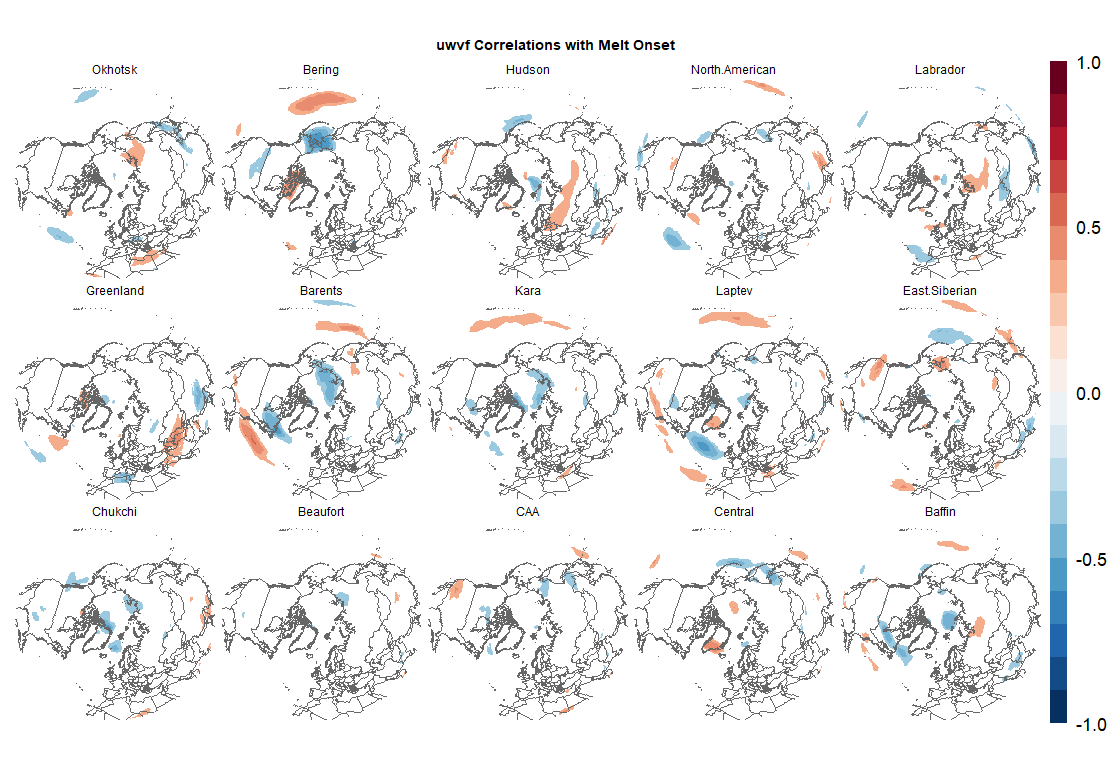 uwvf Correlations with Melt Onset
Okhotsk
Bering
Hudson
North.American
Labrador
Greenland
Barents
Kara
Laptev
East.Siberian
Chukchi
Beaufort
CAA
Central
Baffin
1.0
0.5
0.0
-0.5
-1.0